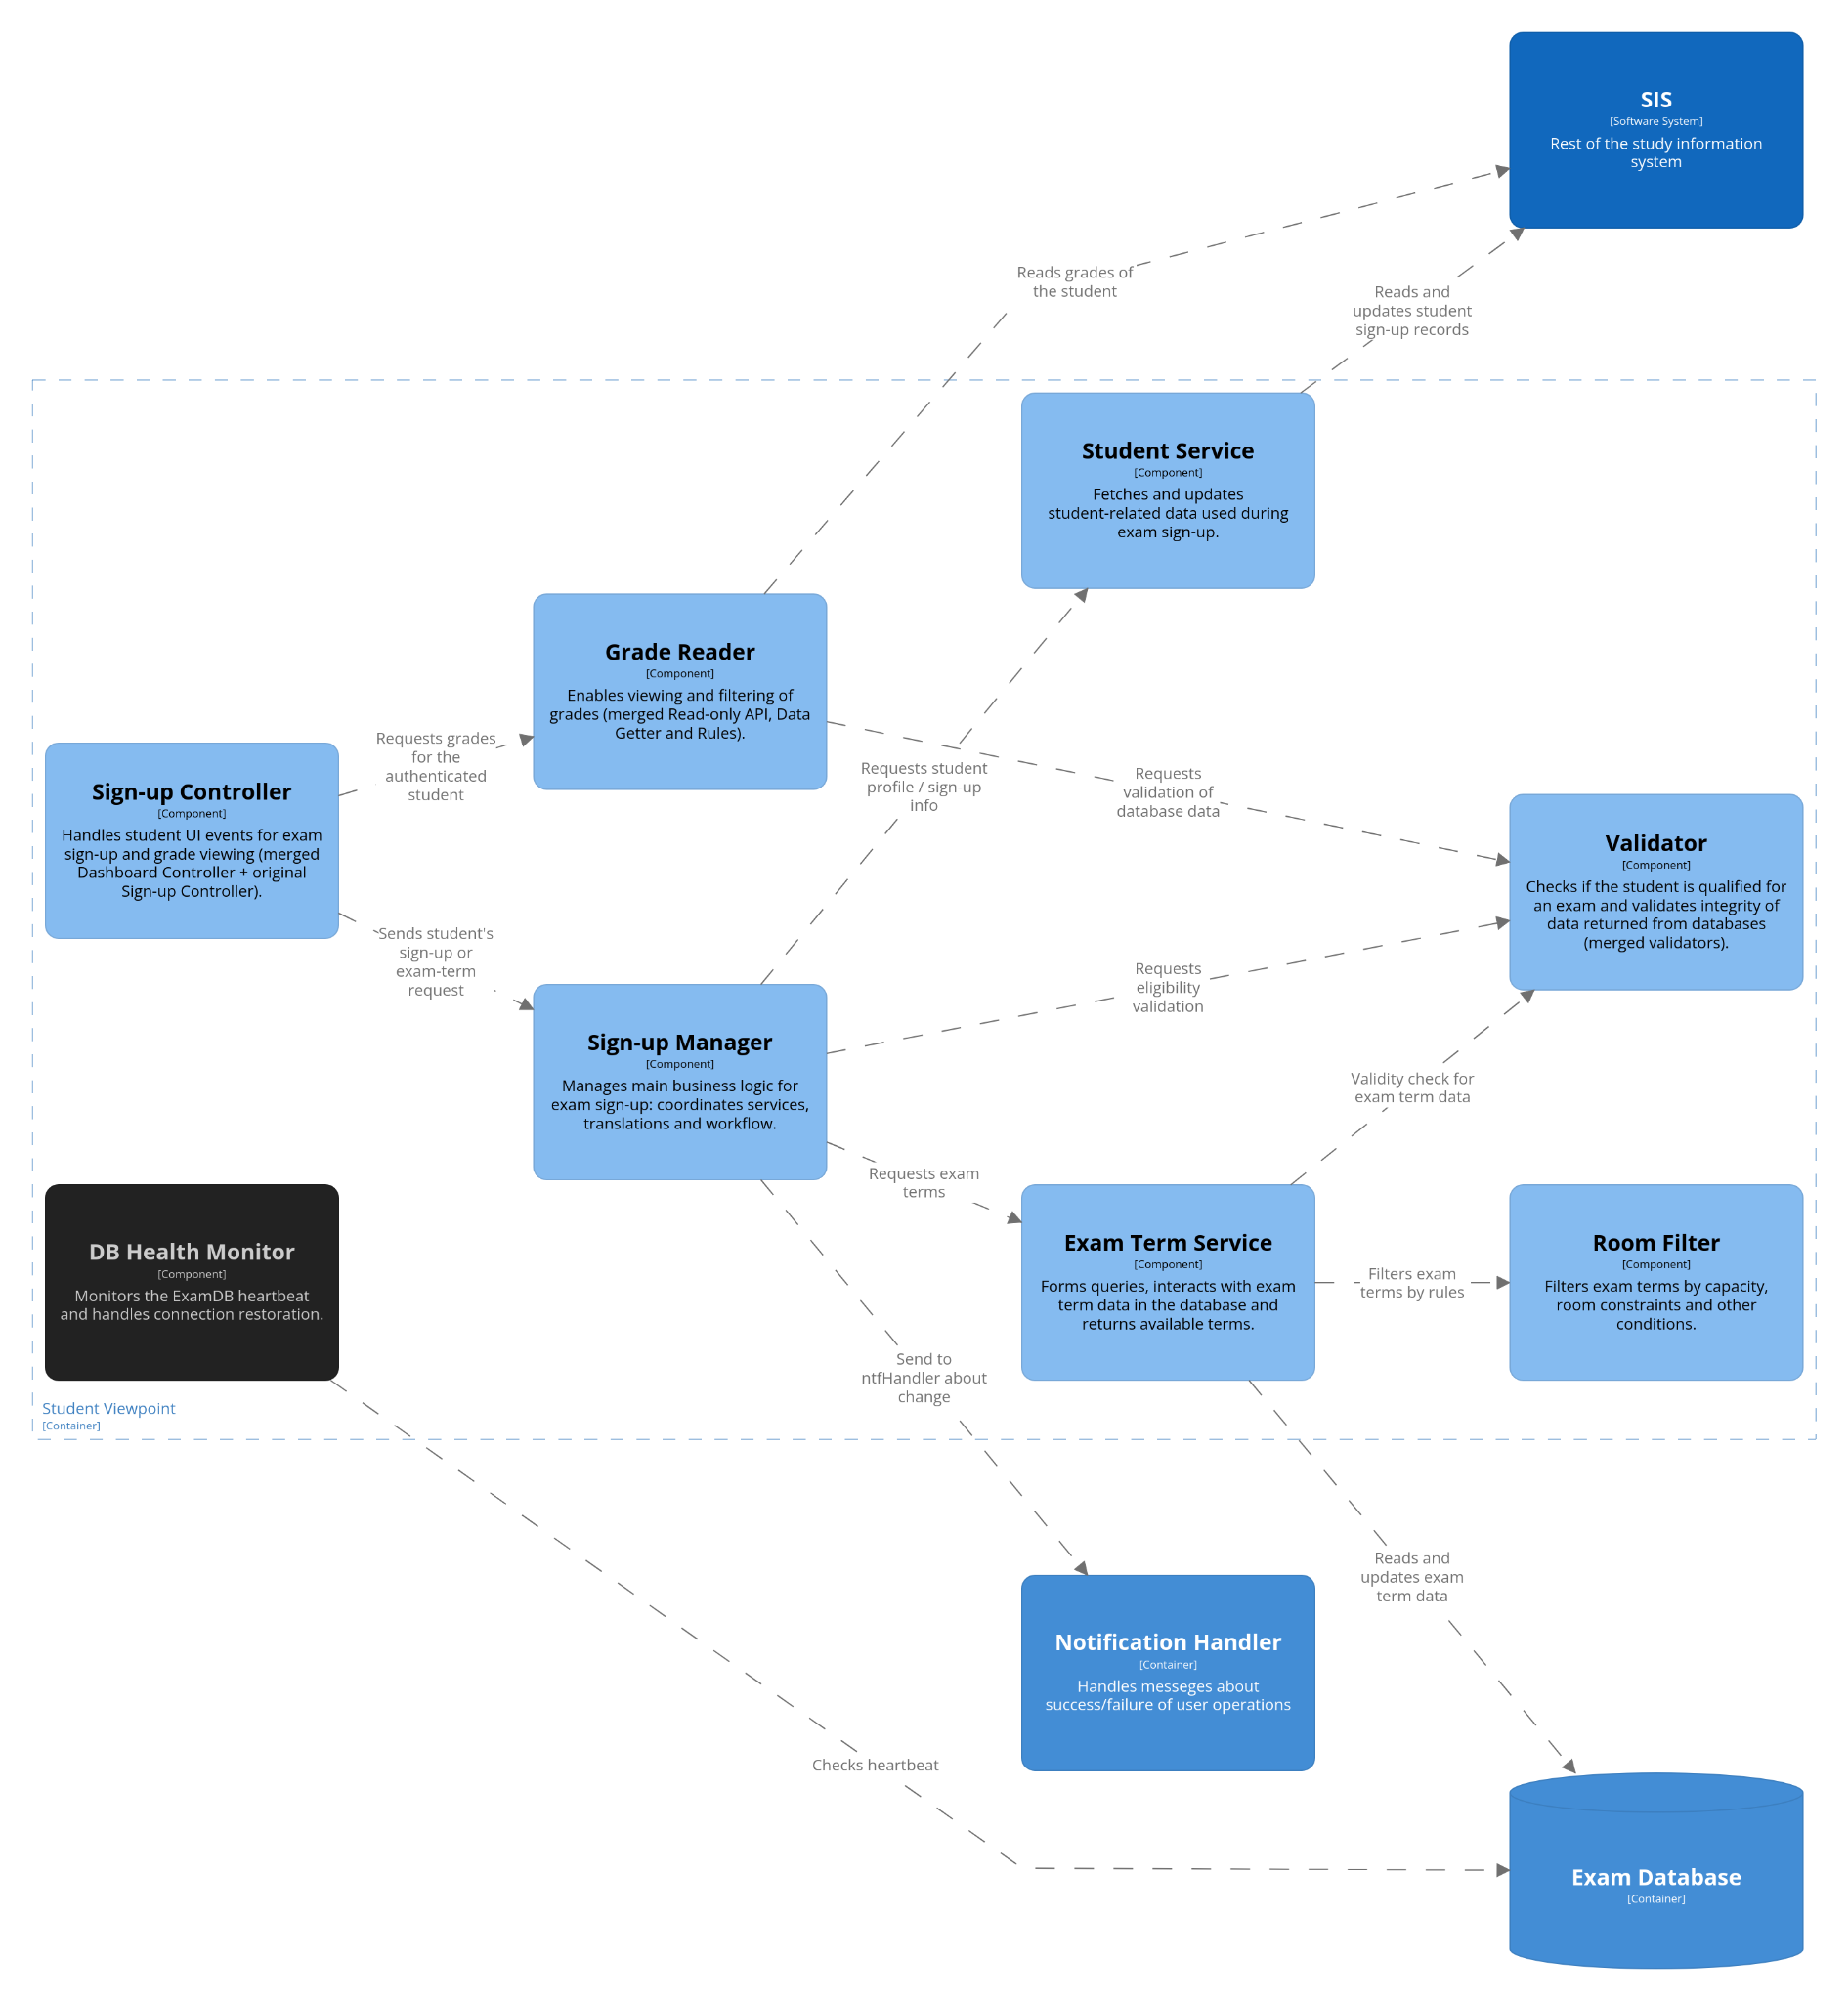 SIS
[Software System]
Rest of the study information
system
Reads grades of
the student
Reads and
updates student
sign-up records
Student Service
[Component]
Fetches and updates
student-related data used during
exam sign-up.
Grade Reader
[Component]
Enables viewing and filtering of
grades (merged Read-only API, Data
Getter and Rules).
Requests grades
for the
authenticated
student
Sign-up Controller
[Component]
Handles student UI events for exam
sign-up and grade viewing (merged
Dashboard Controller + original
Sign-up Controller).
Requests student
profile / sign-up
info
Requests
validation of
database data
Validator
[Component]
Checks if the student is qualified for
an exam and validates integrity of
data returned from databases
(merged validators).
Sends student's
sign-up or
exam-term
request
Requests
eligibility
validation
Sign-up Manager
[Component]
Manages main business logic for
exam sign-up: coordinates services,
translations and workflow.
Validity check for
exam term data
Requests exam
terms
DB Health Monitor
[Component]
Monitors the ExamDB heartbeat
and handles connection restoration.
Exam Term Service
[Component]
Forms queries, interacts with exam
term data in the database and
returns available terms.
Filters exam
terms by rules
Room Filter
[Component]
Filters exam terms by capacity,
room constraints and other
conditions.
Send to
ntfHandler about
change
Student Viewpoint
[Container]
Reads and
updates exam
term data
Notification Handler
[Container]
Handles messeges about
success/failure of user operations
Checks heartbeat
Exam Database
[Container]